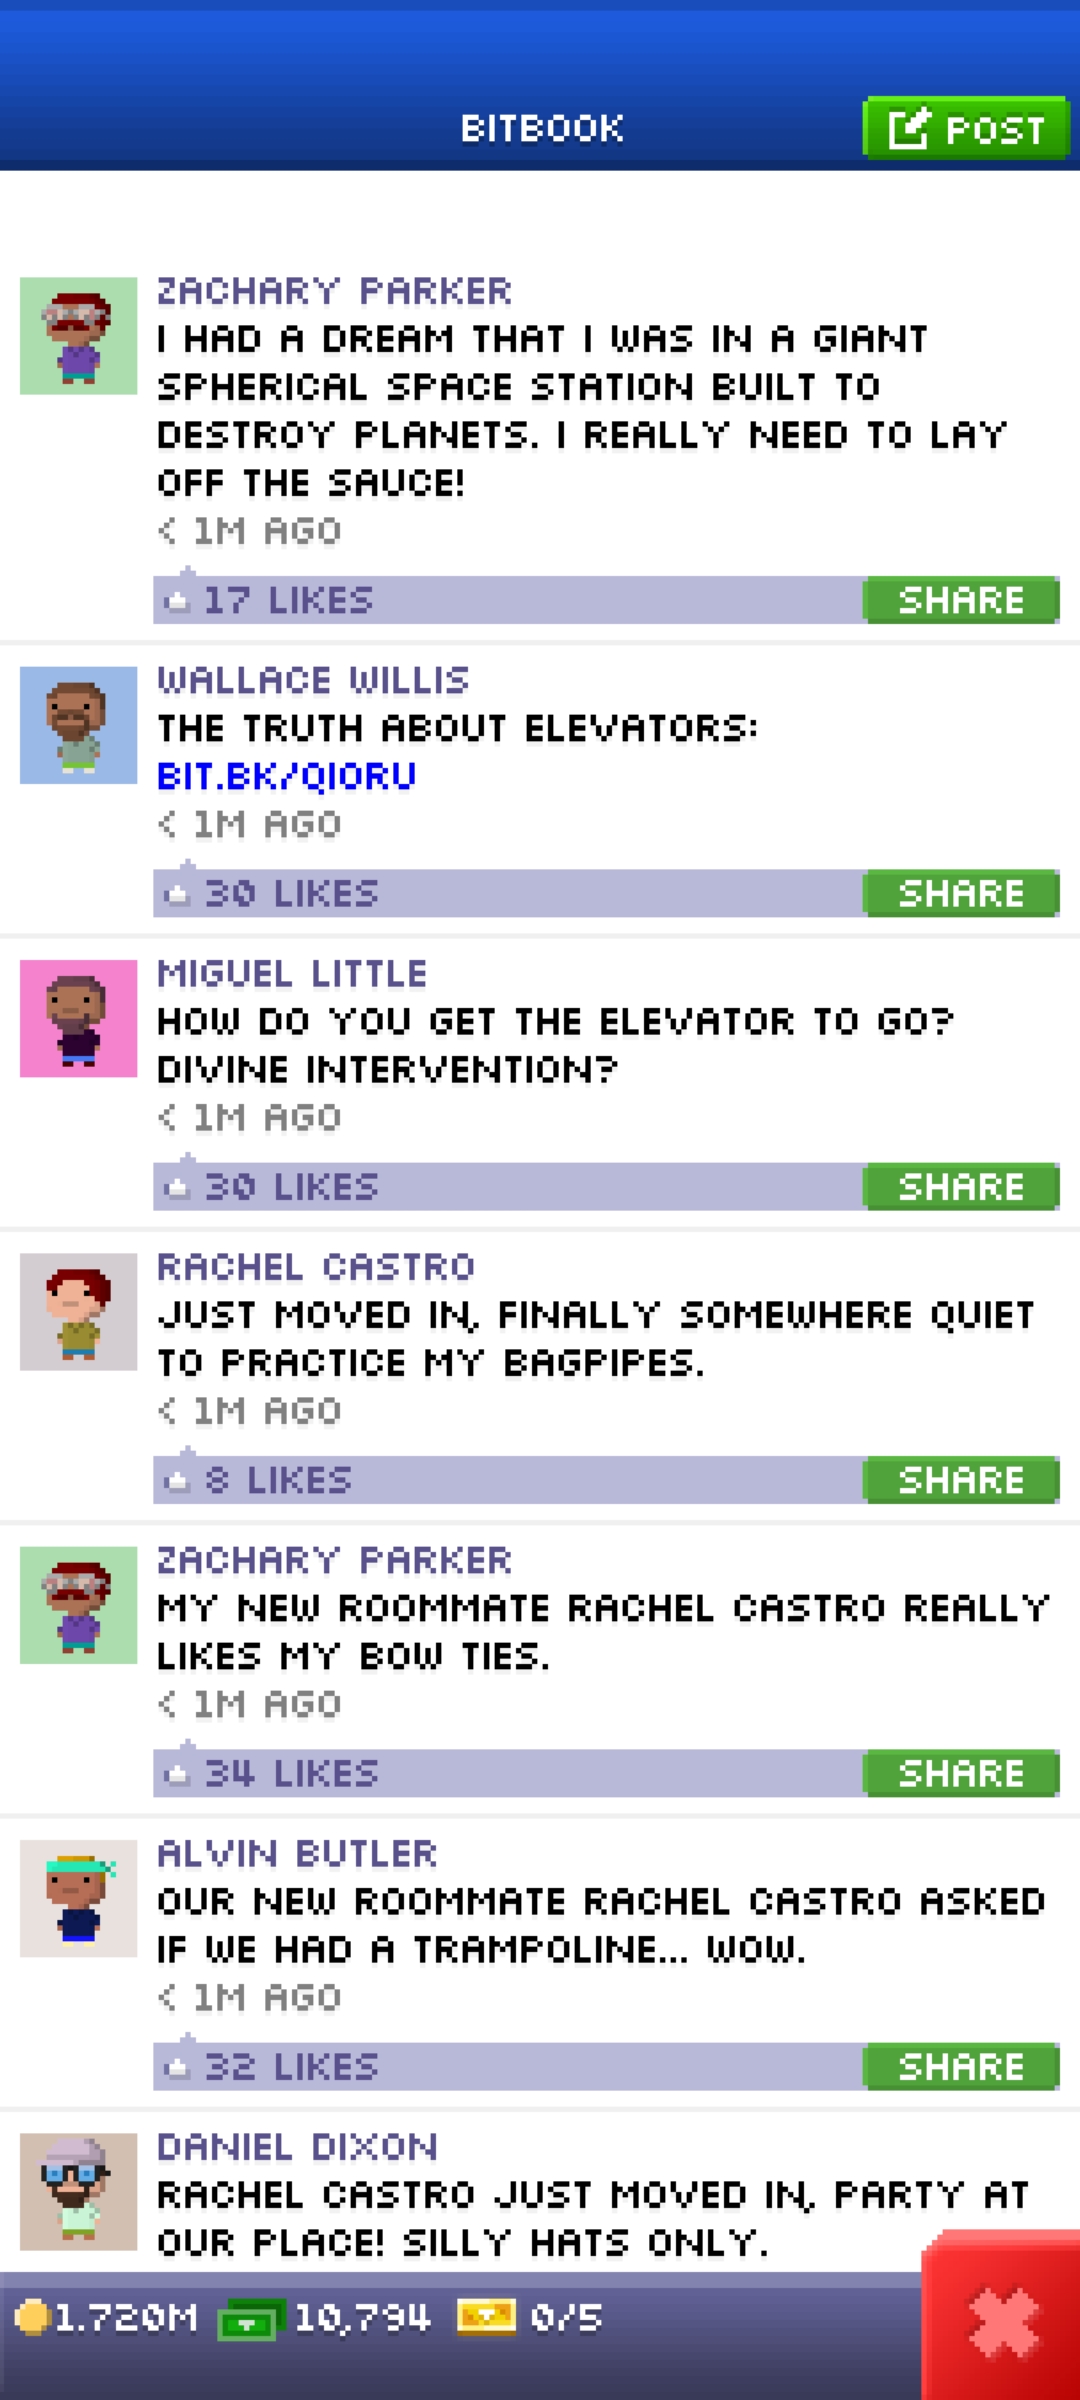 BITBOOK
POST
ZACHARY PARKER
I HAD A DREAM THAT I WAS IN A GIANT
SPHERICAL SPACE STATION BUILT TO
DESTROY PLANETS. I REALLY NEED TO LAY
OFF THE SAUCE!
< 1M AGO
17 LIKES
SHARE
WALLACE WILLIS
THE TRUTH ABOUT ELEVATORS:
BIT.BK/QIORU
< 1M AGO
30 LIKES
SHARE
MIGUEL LITTLE
HOW DO YOU GET THE ELEVATOR TO GO?
DIVINE INTERVENTION?
< 1M AGO
30 LIKES
SHARE
RACHEL CASTRO
JUST MOVED IN, FINALLY SOMEWHERE QUIET
TO PRACTICE MY BAGPIPES.
< 1M AGO
8 LIKES
SHARE
ZACHARY PARKER
MY NEW ROOMMATE RACHEL CASTRO REALLY
LIKES MY BOW TIES.
< 1M AGO
34 LIKES
SHARE
ALVIN BUTLER
OUR NEW ROOMMATE RACHEL CASTRO ASKED
IF WE HAD A TRAMPOLINE... WOW.
< 1M AGO
32 LIKES
SHARE
DANIEL DIXON
RACHEL CASTRO JUST MOVED IN, PARTY AT
OUR PLACE! SILLY HATS ONLY.
1.720M 10,794 0/5